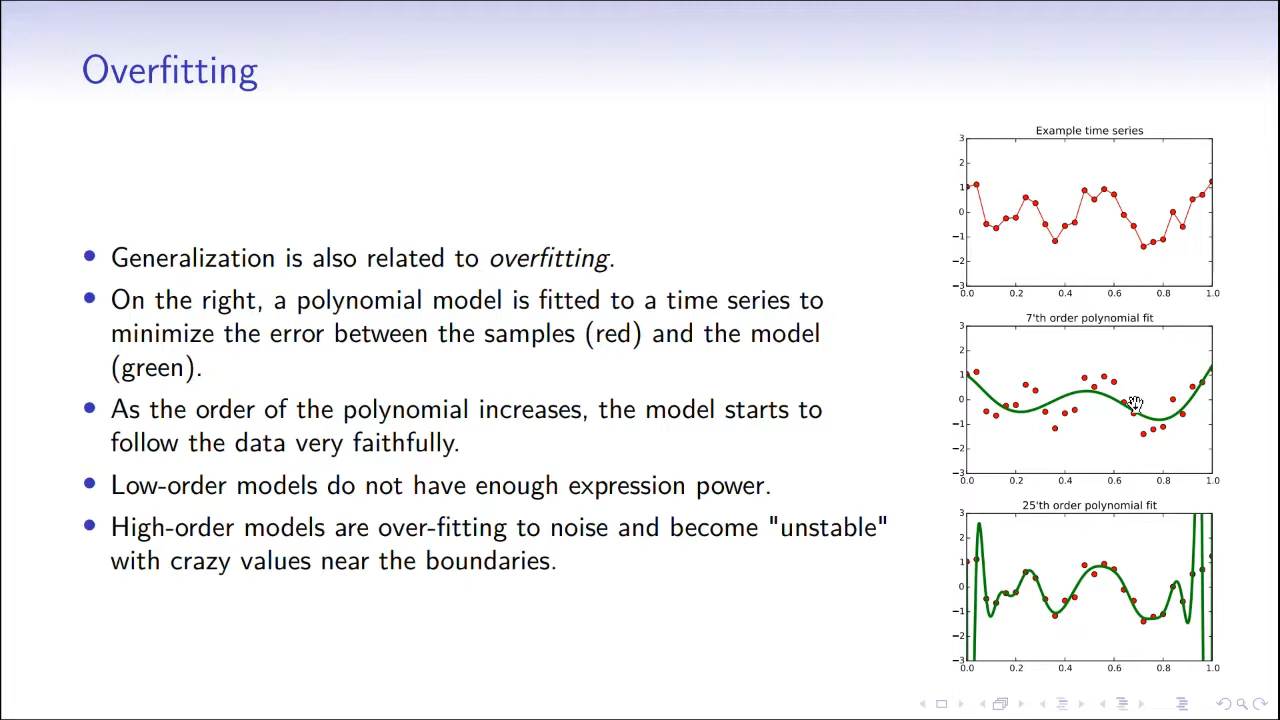 Overfitting
Generalization is also related to overfitting.
On the right, a polynomial model is fitted to a time series to
minimize the error between the samples (red) and the model
(green).
As the order of the polynomial increases, the model starts to
follow the data very faithfully.
Low-order models do not have enough expression power.
High-order models are over-fitting to noise and become "unstable"
with crazy values near the boundaries.
Example time series
3
2
1
0
−1
−2
−3
0.0 0.2 0.4 0.6 0.8 1.0
7'th order polynomial fit
3
2
1
0
−1
−2
−3
0.0 0.2 0.4 0.6 0.8 1.0
25'th order polynomial fit
3
2
1
0
−1
−2
−3
0.0 0.2 0.4 0.6 0.8 1.0